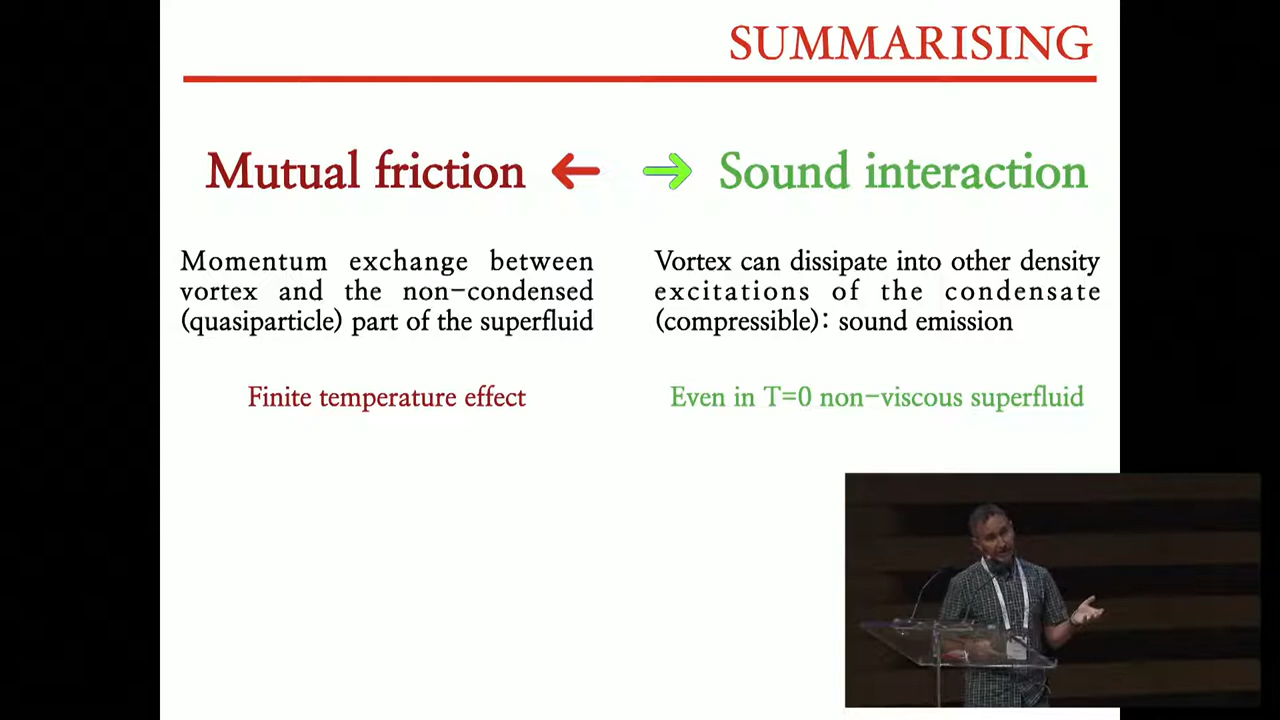 SUMMARISING
Mutual friction ← → Sound interaction
Momentum exchange between
vortex and the non-condensed
(quasiparticle) part of the superfluid
Finite temperature effect
Vortex can dissipate into other density
excitations of the condensate
(compressible): sound emission
Even in T=0 non-viscous superfluid